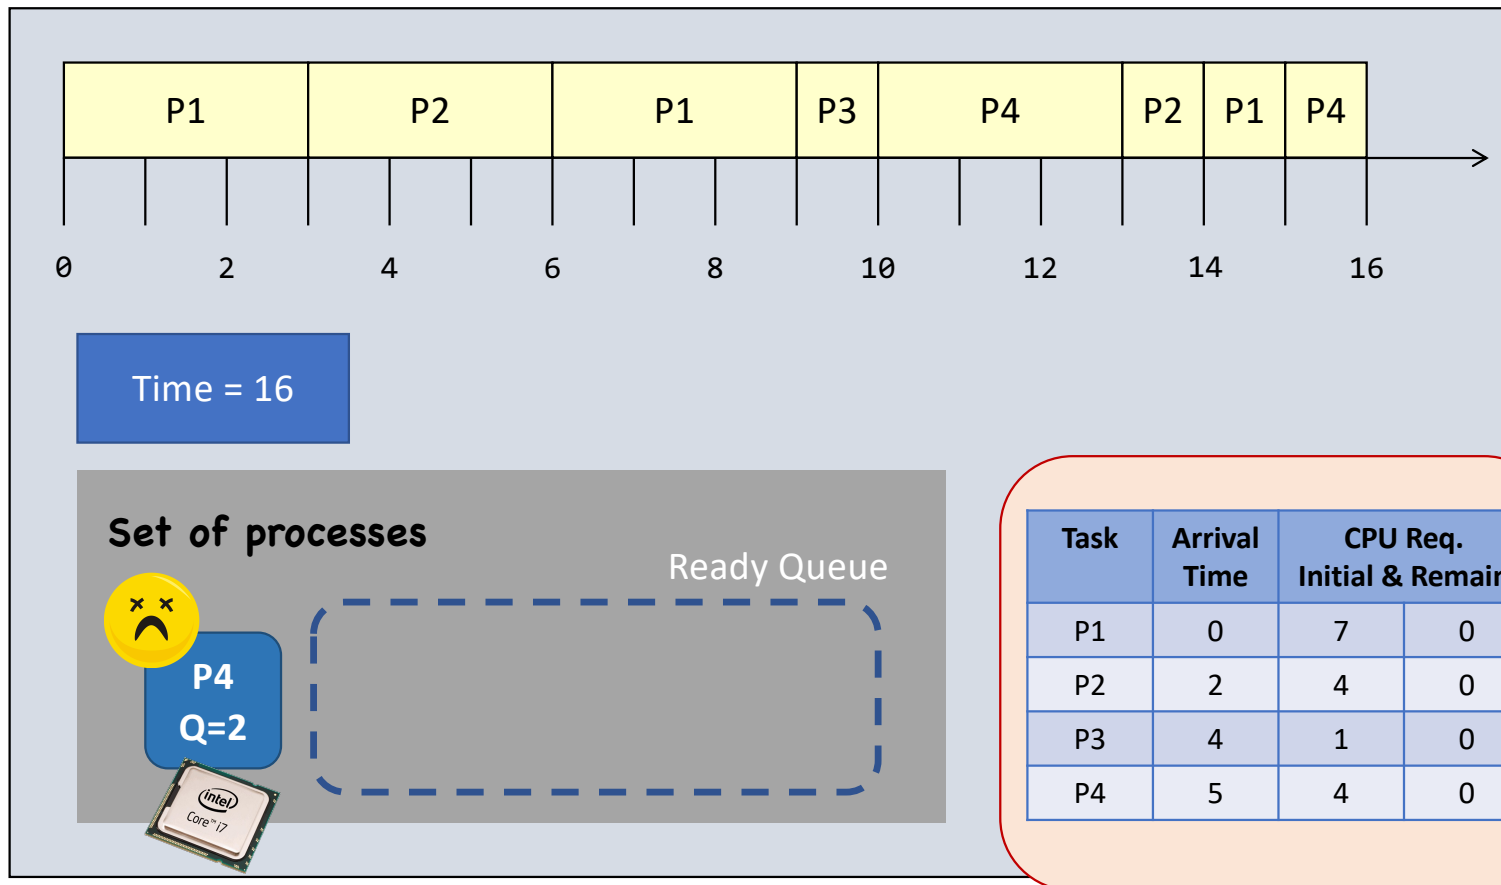 P1 P2 P1 P3 P4 P2 P1 P4
0 2 4 6 8 10 12 14 16
Time = 16
Set of processes
Ready Queue
P4
Q=2
intel
Core™ i7
Task Arrival Time CPU Req. Initial & Remain
P1 0 7 0
P2 2 4 0
P3 4 1 0
P4 5 4 0